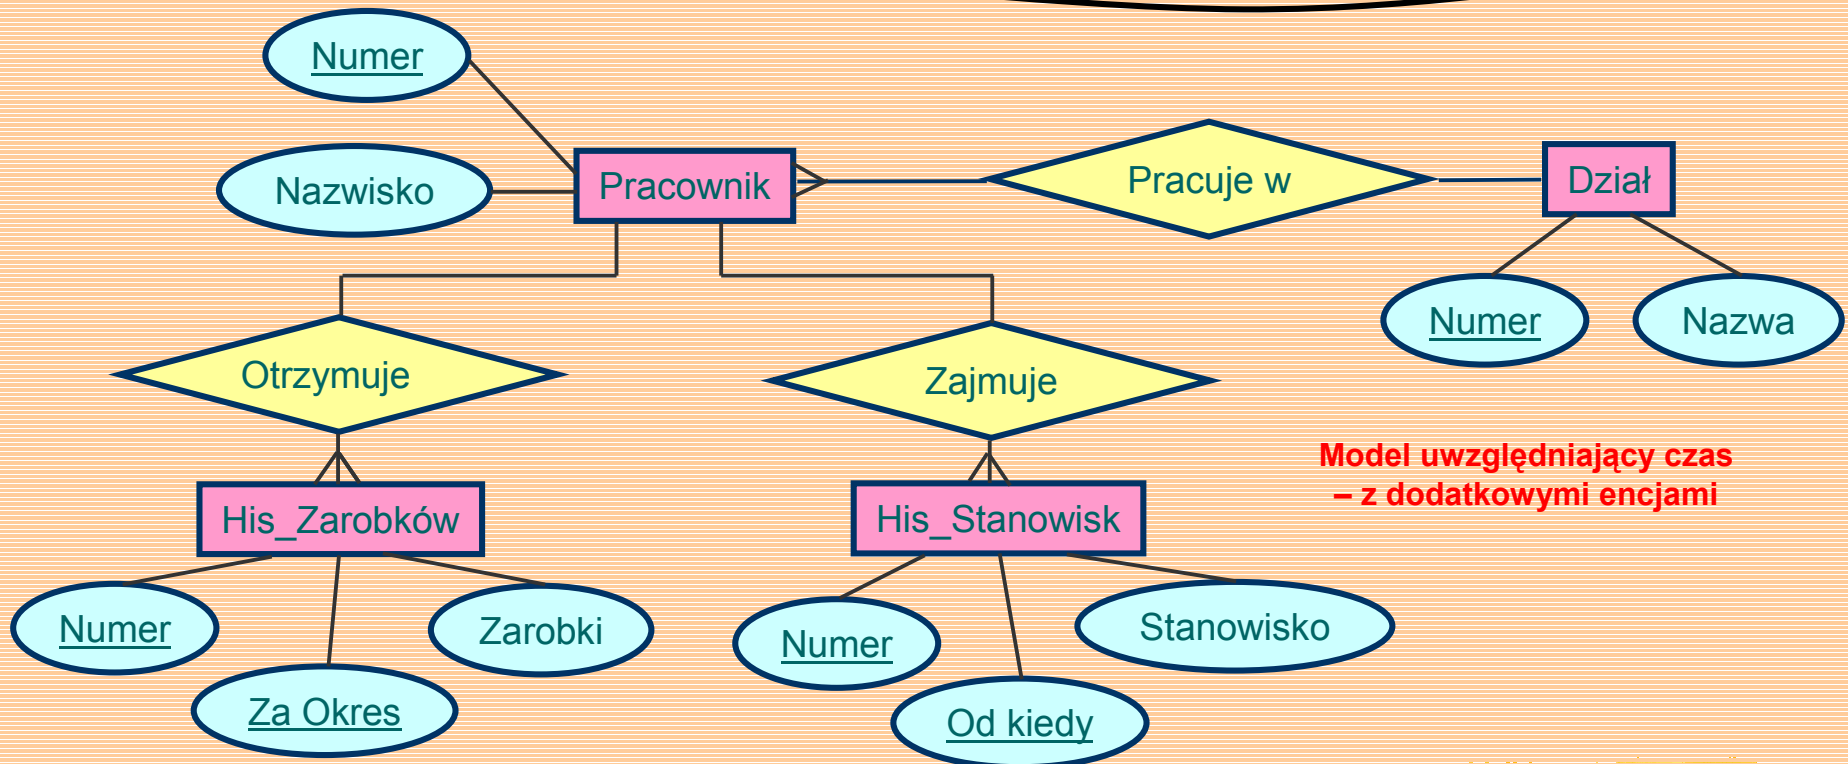 Numer
Nazwisko
Pracownik
Pracuje w
Dział
Numer
Nazwa
Otrzymuje
Zajmuje
Model uwzględniający czas
– z dodatkowymi encjami
His_Zarobków
His_Stanowisk
Numer
Zarobki
Numer
Stanowisko
Za Okres
Od kiedy